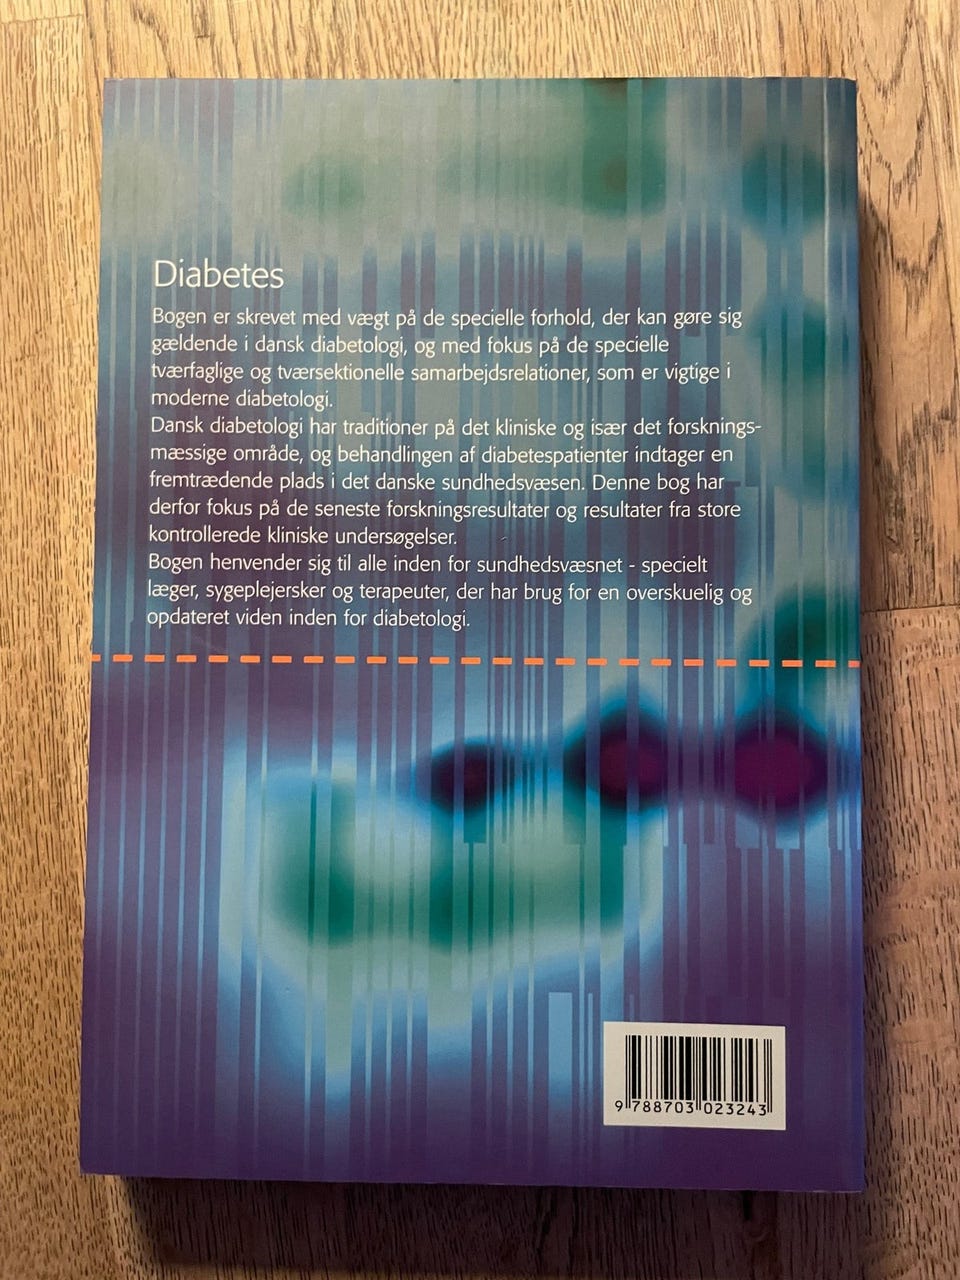 Diabetes
Bogen er skrevet med vægt på de specielle forhold, der kan gøre sig
gældende i dansk diabetologi, og med fokus på de specielle
tværfaglige og tværsektionelle samarbejdsrelationer, som er vigtige i
moderne diabetologi.
Dansk diabetologi har traditioner på det kliniske og især det forsknings-
mæssige område, og behandlingen af diabetespatienter indtager en
fremtrædende plads i det danske sundhedsvæsen. Denne bog har
derfor fokus på de seneste forskningsresultater og resultater fra store
kontrollerede kliniske undersøgelser.
Bogen henvender sig til alle inden for sundhedsvæsnet - specielt
læger, sygeplejersker og terapeuter, der har brug for en overskuelig og
opdateret viden inden for diabetologi.
9 788703 023243